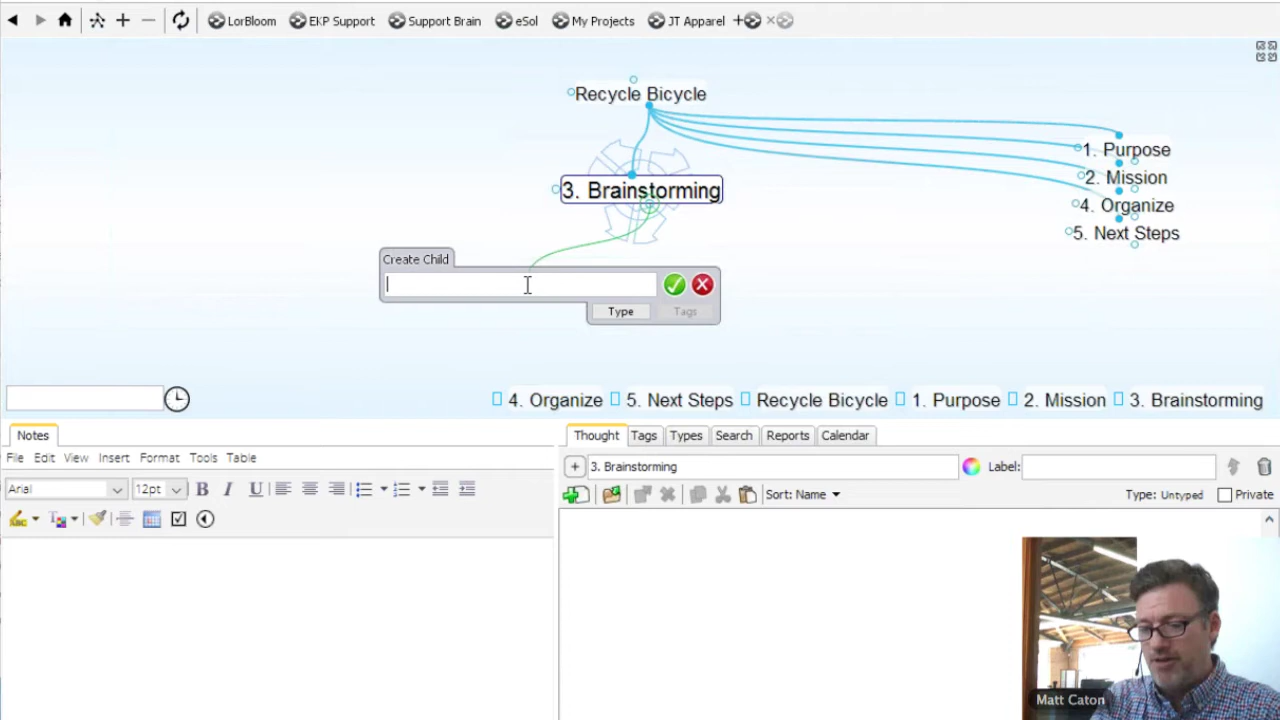 LorBloom EKP Support Support Brain eSol My Projects JT Apparel
Recycle Bicycle
1. Purpose
3. Brainstorming
2. Mission
4. Organize
5. Next Steps
Create Child
Type Tags
4. Organize 5. Next Steps Recycle Bicycle 1. Purpose 2. Mission 3. Brainstorming
Notes
File Edit View Insert Format Tools Table
Arial 12pt B I U
ABC T
Thought Tags Types Search Reports Calendar
+ 3. Brainstorming Label:
Sort: Name Type: Untyped Private
Matt Caton